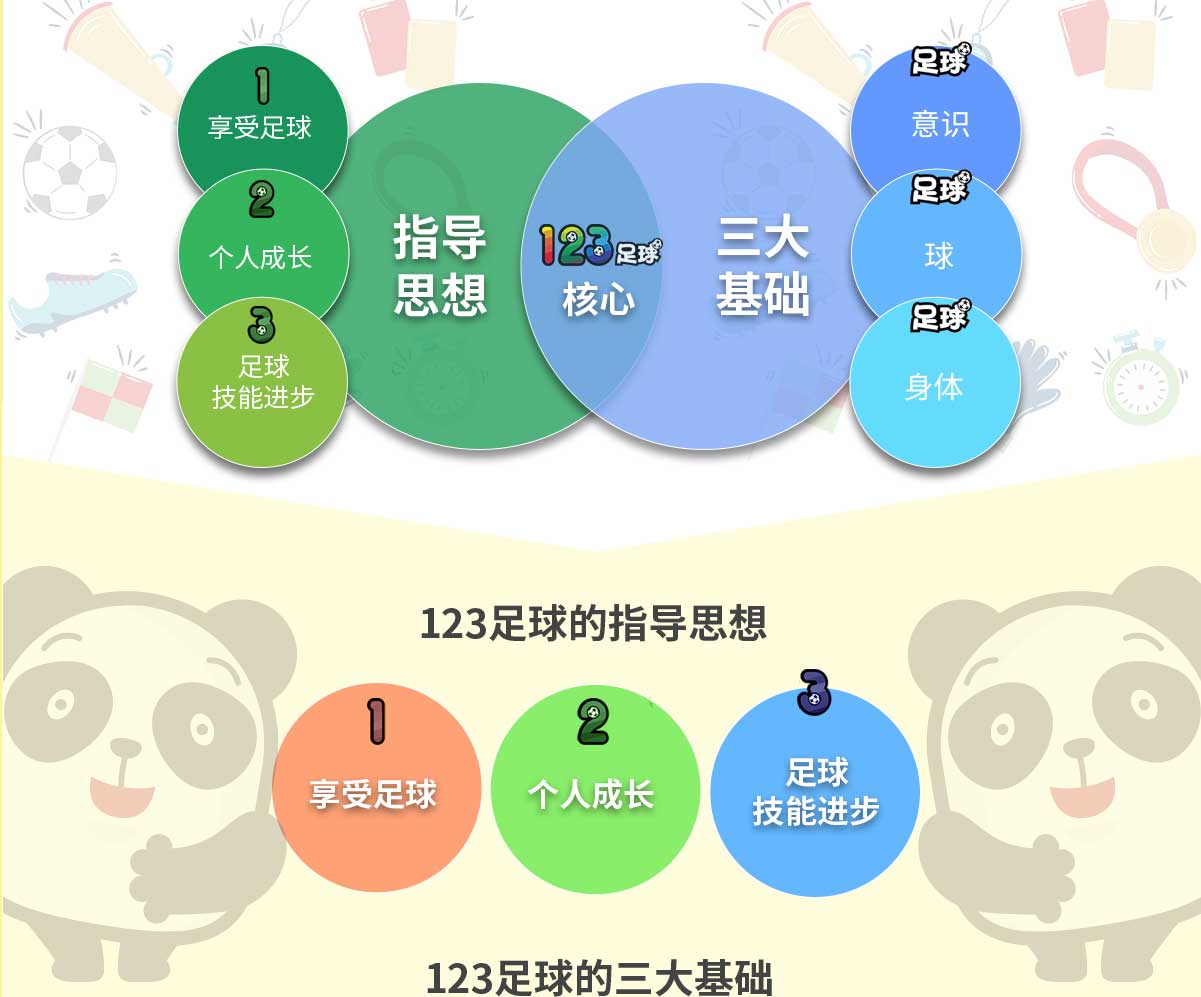 1
享受足球
2
个人成长
3
足球
技能进步
指导
思想
123足球
核心
三大
基础
足球
意识
足球
球
足球
身体
123足球的指导思想
1
享受足球
2
个人成长
3
足球
技能进步
123足球的三大基础